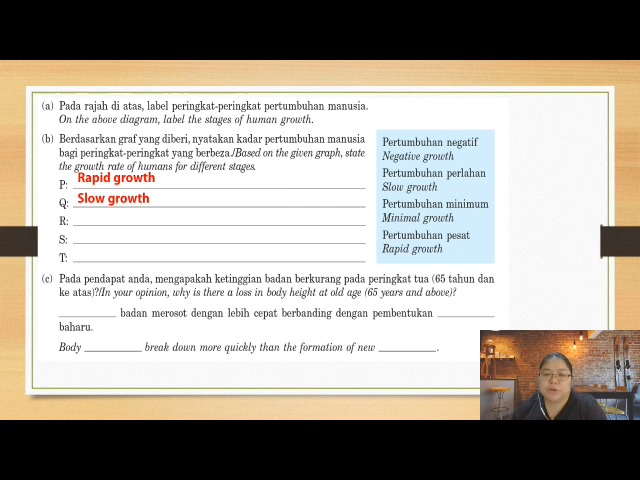 (a) Pada rajah di atas, label peringkat-peringkat pertumbuhan manusia.
On the above diagram, label the stages of human growth.
(b) Berdasarkan graf yang diberi, nyatakan kadar pertumbuhan manusia
bagi peringkat-peringkat yang berbeza./Based on the given graph, state
the growth rate of humans for different stages.
P: Rapid growth
Q: Slow growth
R:
S:
T:
Pertumbuhan negatif
Negative growth
Pertumbuhan perlahan
Slow growth
Pertumbuhan minimum
Minimal growth
Pertumbuhan pesat
Rapid growth
(c) Pada pendapat anda, mengapakah ketinggian badan berkurang pada peringkat tua (65 tahun dan
ke atas)?/In your opinion, why is there a loss in body height at old age (65 years and above)?
__________ badan merosot dengan lebih cepat berbanding dengan pembentukan __________
baharu.
Body __________ break down more quickly than the formation of new __________.